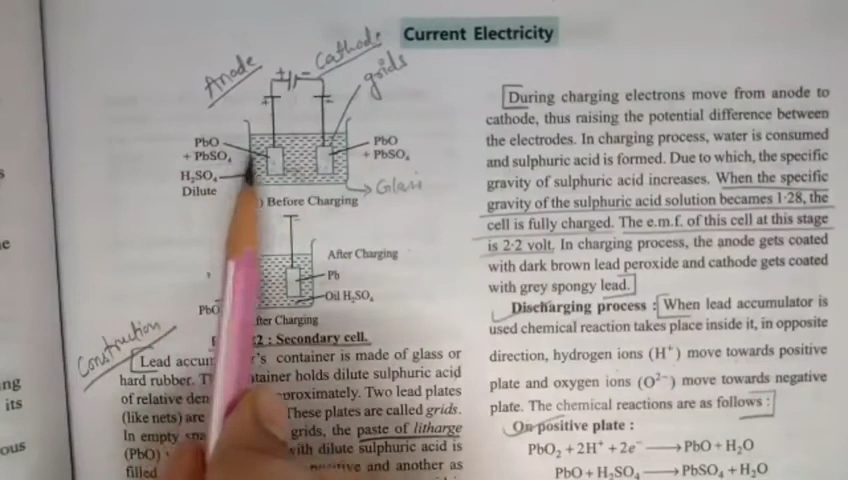 Current Electricity
Anode
+ -
Cathode
grids
+ -
PbO
+ PbSO₄
H₂SO₄
Dilute
PbO
+ PbSO₄
) Before Charging
After Charging
Pb
Oil H₂SO₄
PbO
fter Charging
2 : Secondary cell.
Construction
Lead accum 's container is made of glass or
hard rubber. tainer holds dilute sulphuric acid
of relative den proximately. Two lead plates
(like nets) are These plates are called grids.
In empty grids, the paste of litharge
(PbO) with dilute sulphuric acid is
filled and another as
During charging electrons move from anode to
cathode, thus raising the potential difference between
the electrodes. In charging process, water is consumed
and sulphuric acid is formed. Due to which, the specific
gravity of sulphuric acid increases. When the specific
gravity of the sulphuric acid solution becames 1·28, the
cell is fully charged. The e.m.f. of this cell at this stage
is 2·2 volt. In charging process, the anode gets coated
with dark brown lead peroxide and cathode gets coated
with grey spongy lead.
Discharging process : When lead accumulator is
used chemical reaction takes place inside it, in opposite
direction, hydrogen ions (H⁺) move towards positive
plate and oxygen ions (O²⁻) move towards negative
plate. The chemical reactions are as follows :
On positive plate :
PbO₂ + 2H⁺ + 2e⁻ ⟶ PbO + H₂O
PbO + H₂SO₄ ⟶ PbSO₄ + H₂O
ng
its
ous